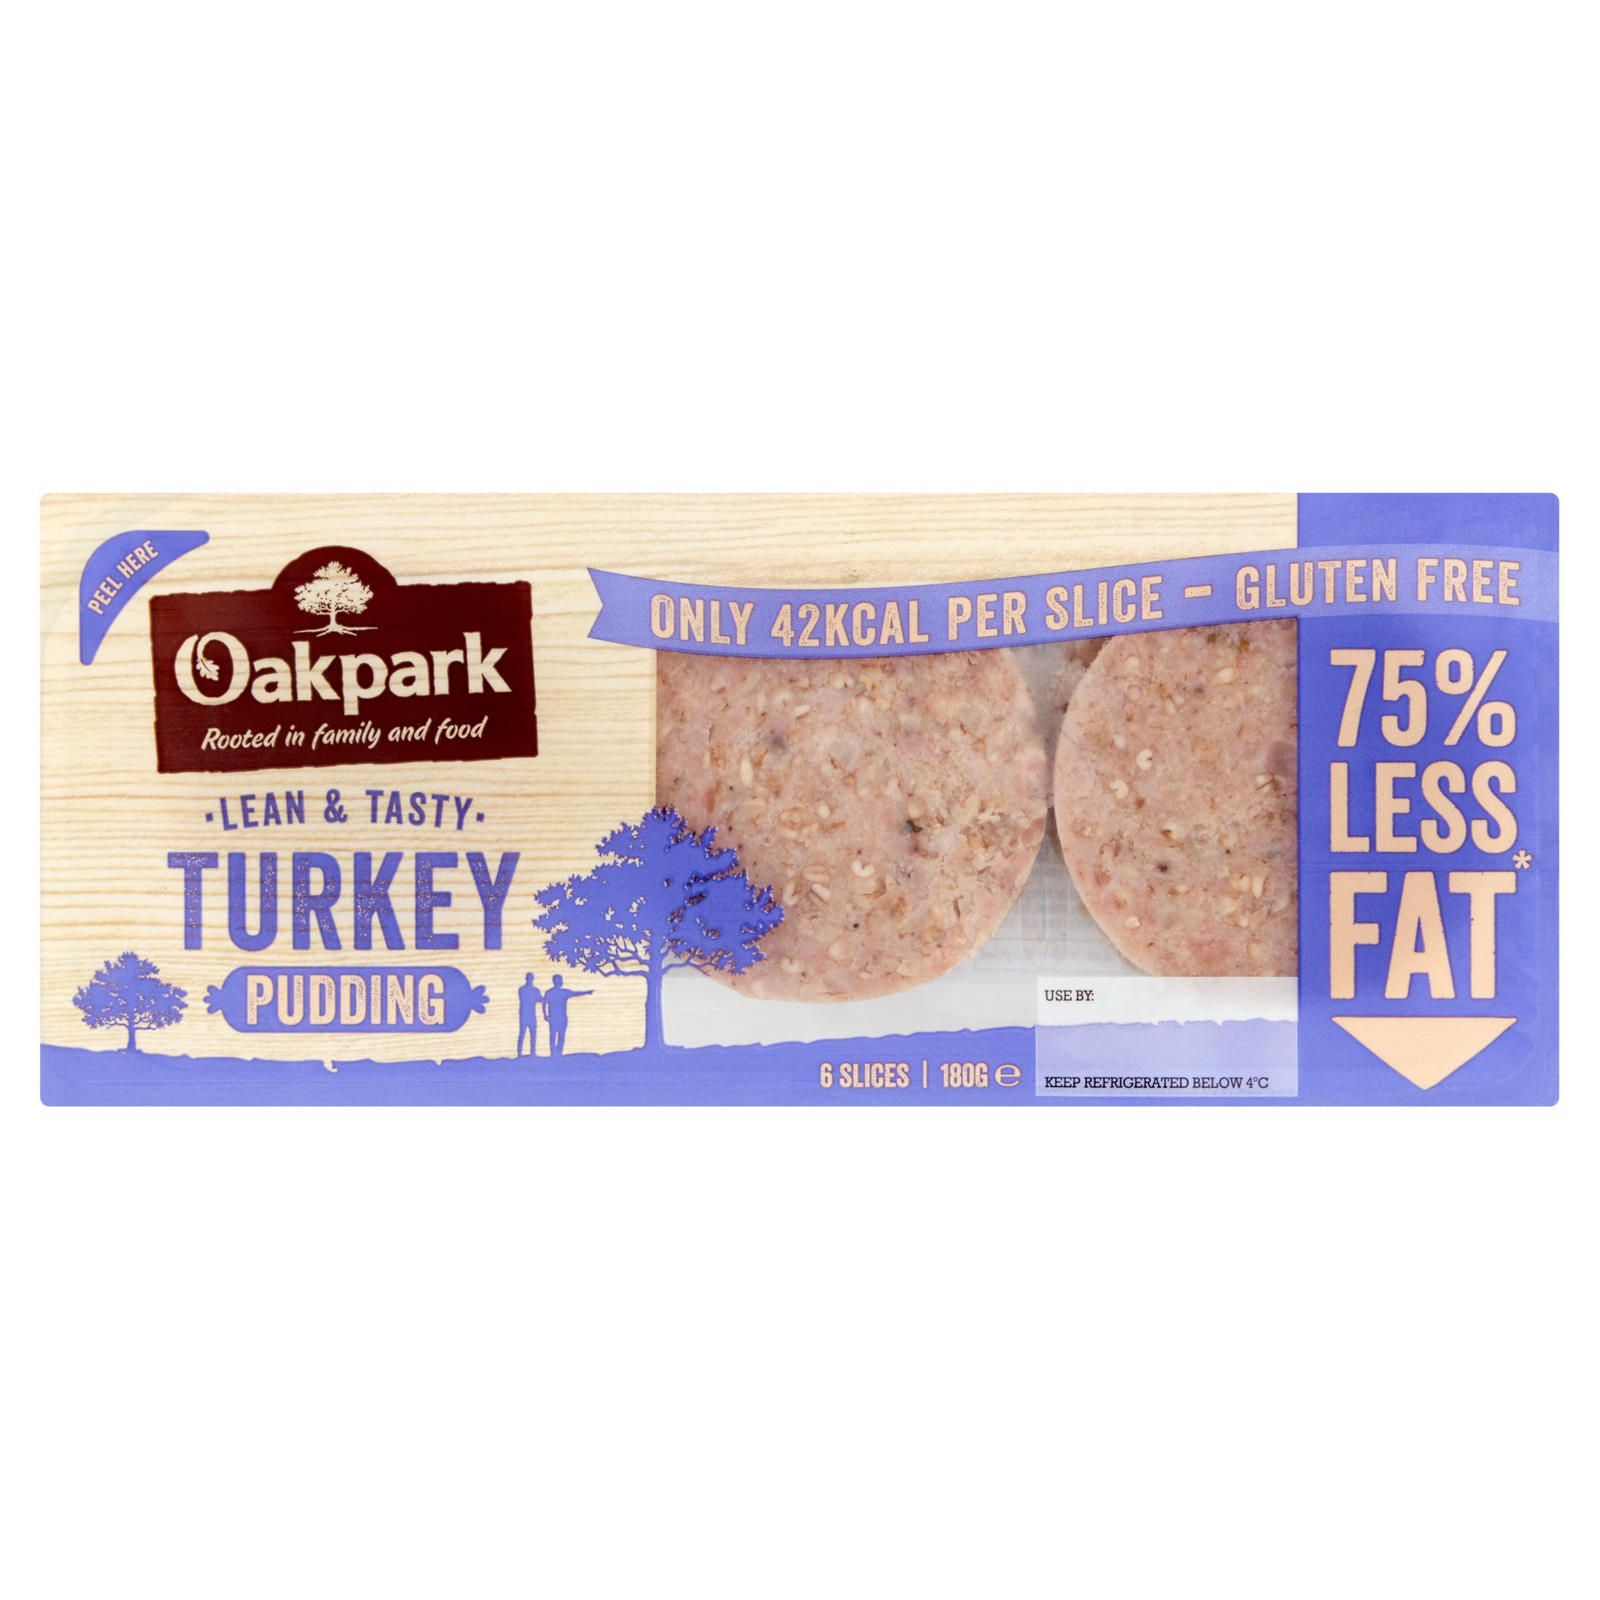 PEEL HERE
Oakpark
Rooted in family and food
·LEAN & TASTY·
TURKEY
PUDDING
ONLY 42KCAL PER SLICE – GLUTEN FREE
75%
LESS
FAT*
USE BY:
6 SLICES | 180G ℮
KEEP REFRIGERATED BELOW 4°C